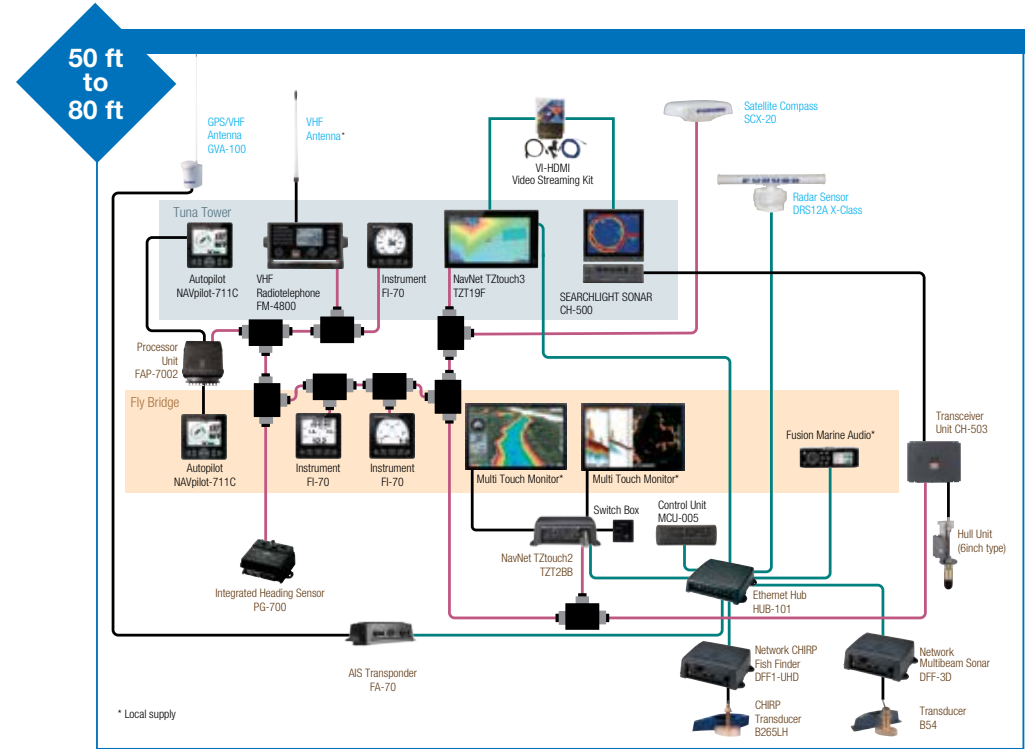 50 ft
to
80 ft
GPS/VHF
Antenna
GVA-100
VHF
Antenna*
VI-HDMI
Video Streaming Kit
Satellite Compass
SCX-20
FURUNO
Radar Sensor
DRS12A X-Class
Tuna Tower
Autopilot
NAVpilot-711C
VHF
Radiotelephone
FM-4800
Instrument
FI-70
NavNet TZtouch3
TZT19F
SEARCHLIGHT SONAR
CH-500
Processor
Unit
FAP-7002
Fly Bridge
Autopilot
NAVpilot-711C
Instrument
FI-70
Instrument
FI-70
Multi Touch Monitor*
Multi Touch Monitor*
Fusion Marine Audio*
Transceiver
Unit CH-503
Switch Box
Control Unit
MCU-005
Hull Unit
(6inch type)
NavNet TZtouch2
TZT2BB
Integrated Heading Sensor
PG-700
Ethernet Hub
HUB-101
AIS Transponder
FA-70
Network CHIRP
Fish Finder
DFF1-UHD
Network
Multibeam Sonar
DFF-3D
CHIRP
Transducer
B265LH
Transducer
B54
* Local supply